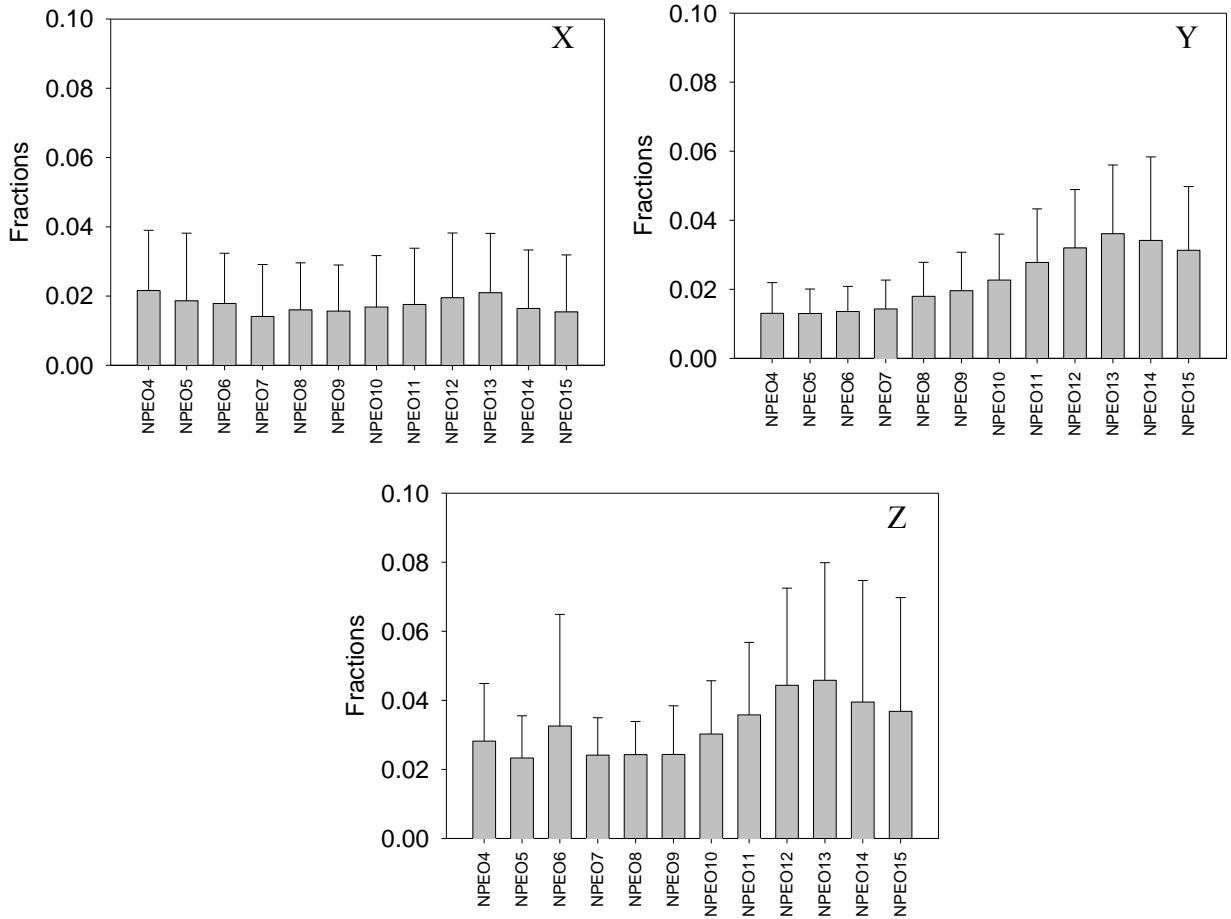 X
Fractions
0.10
0.08
0.06
0.04
0.02
0.00
NPEO4
NPEO5
NPEO6
NPEO7
NPEO8
NPEO9
NPEO10
NPEO11
NPEO12
NPEO13
NPEO14
NPEO15
Y
Fractions
0.10
0.08
0.06
0.04
0.02
0.00
NPEO4
NPEO5
NPEO6
NPEO7
NPEO8
NPEO9
NPEO10
NPEO11
NPEO12
NPEO13
NPEO14
NPEO15
Z
Fractions
0.10
0.08
0.06
0.04
0.02
0.00
NPEO4
NPEO5
NPEO6
NPEO7
NPEO8
NPEO9
NPEO10
NPEO11
NPEO12
NPEO13
NPEO14
NPEO15